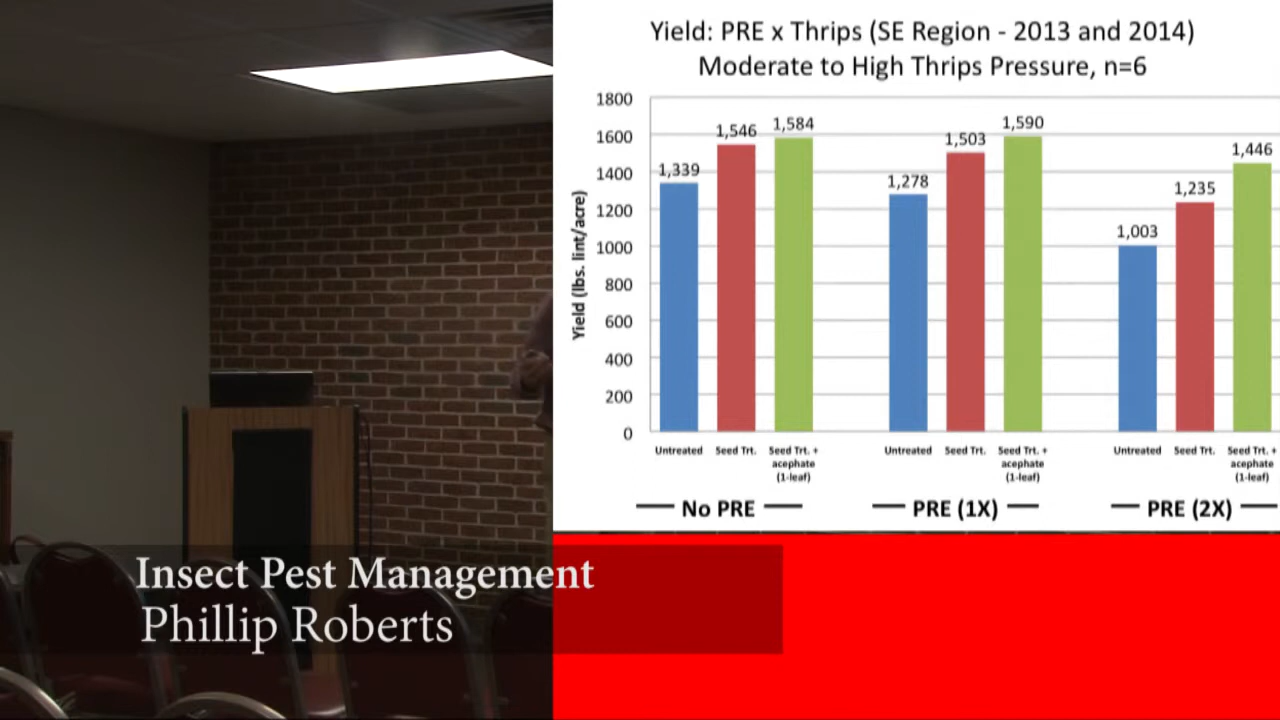 Yield: PRE x Thrips (SE Region - 2013 and 2014)
Moderate to High Thrips Pressure, n=6
Yield (lbs. lint/acre)
1800
1600
1400
1200
1000
800
600
400
200
0
1,339
1,546
1,584
1,278
1,503
1,590
1,003
1,235
1,446
Untreated
Seed Trt.
Seed Trt. +
acephate
(1-leaf)
Untreated
Seed Trt.
Seed Trt. +
acephate
(1-leaf)
Untreated
Seed Trt.
Seed Trt. +
acephate
(1-leaf)
No PRE
PRE (1X)
PRE (2X)
Insect Pest Management
Phillip Roberts